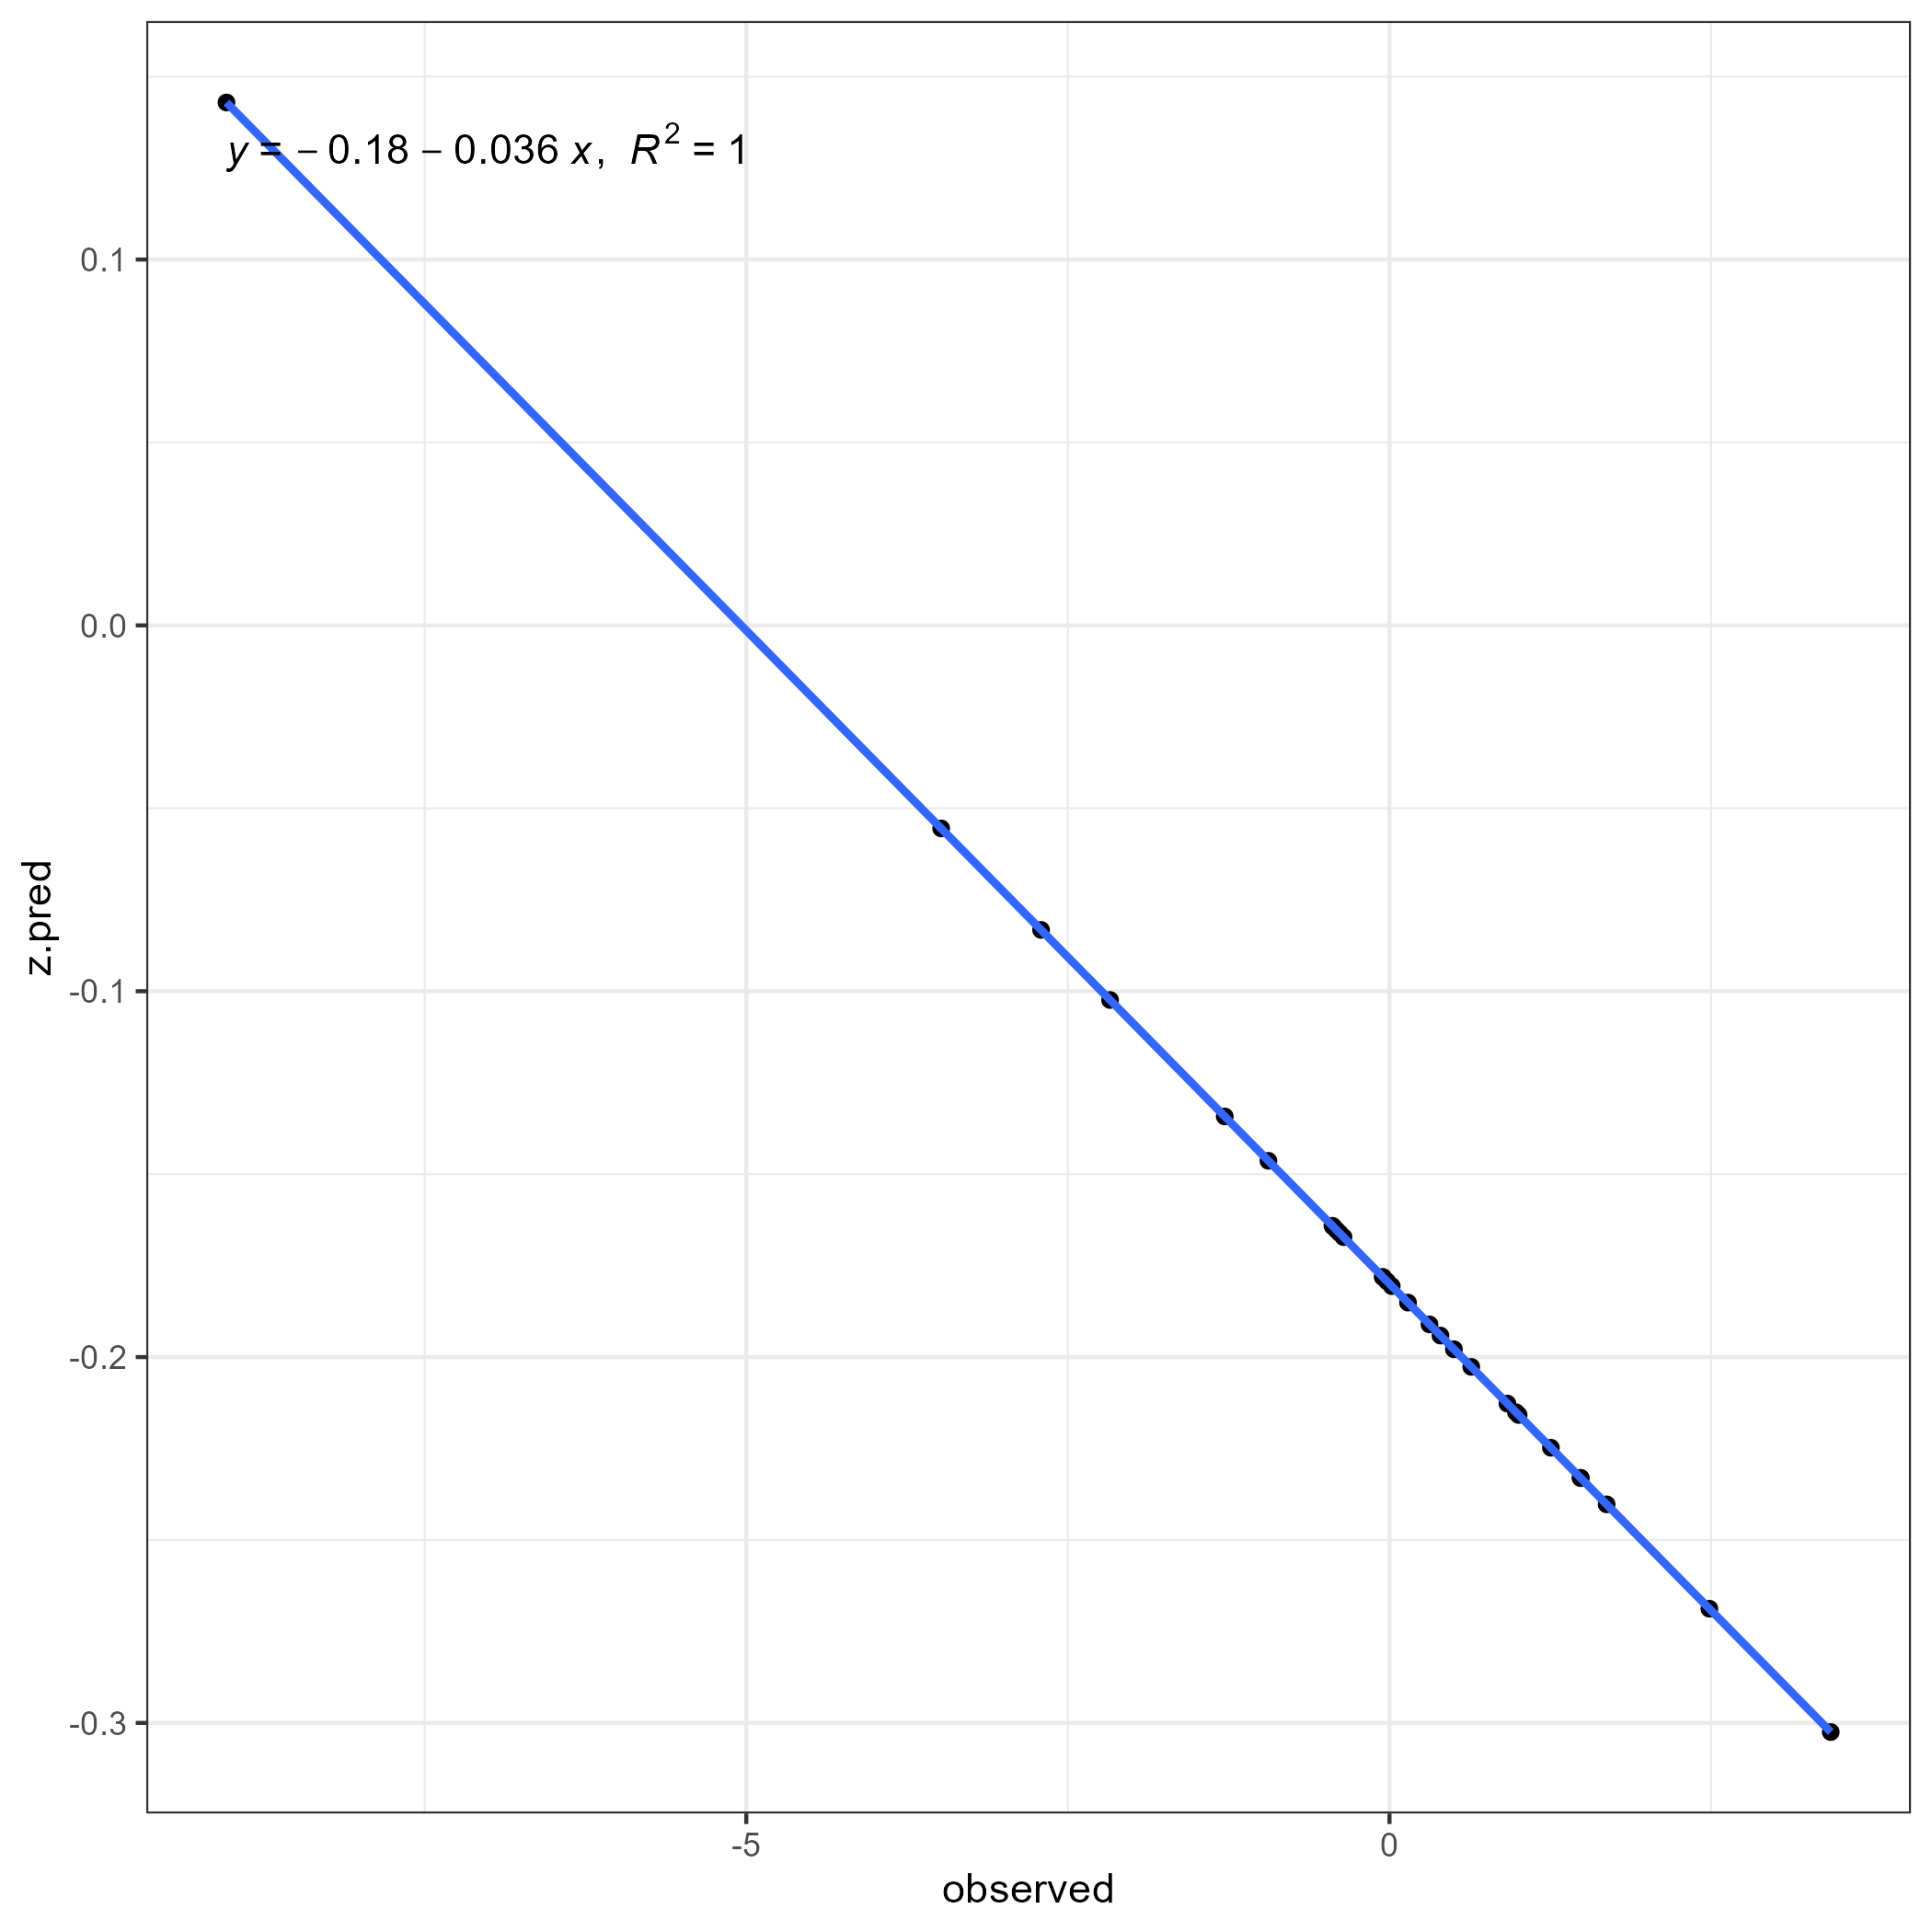 y = – 0.18 – 0.036 x, R² = 1
0.1
0.0
-0.1
-0.2
-0.3
z.pred
-5
0
observed